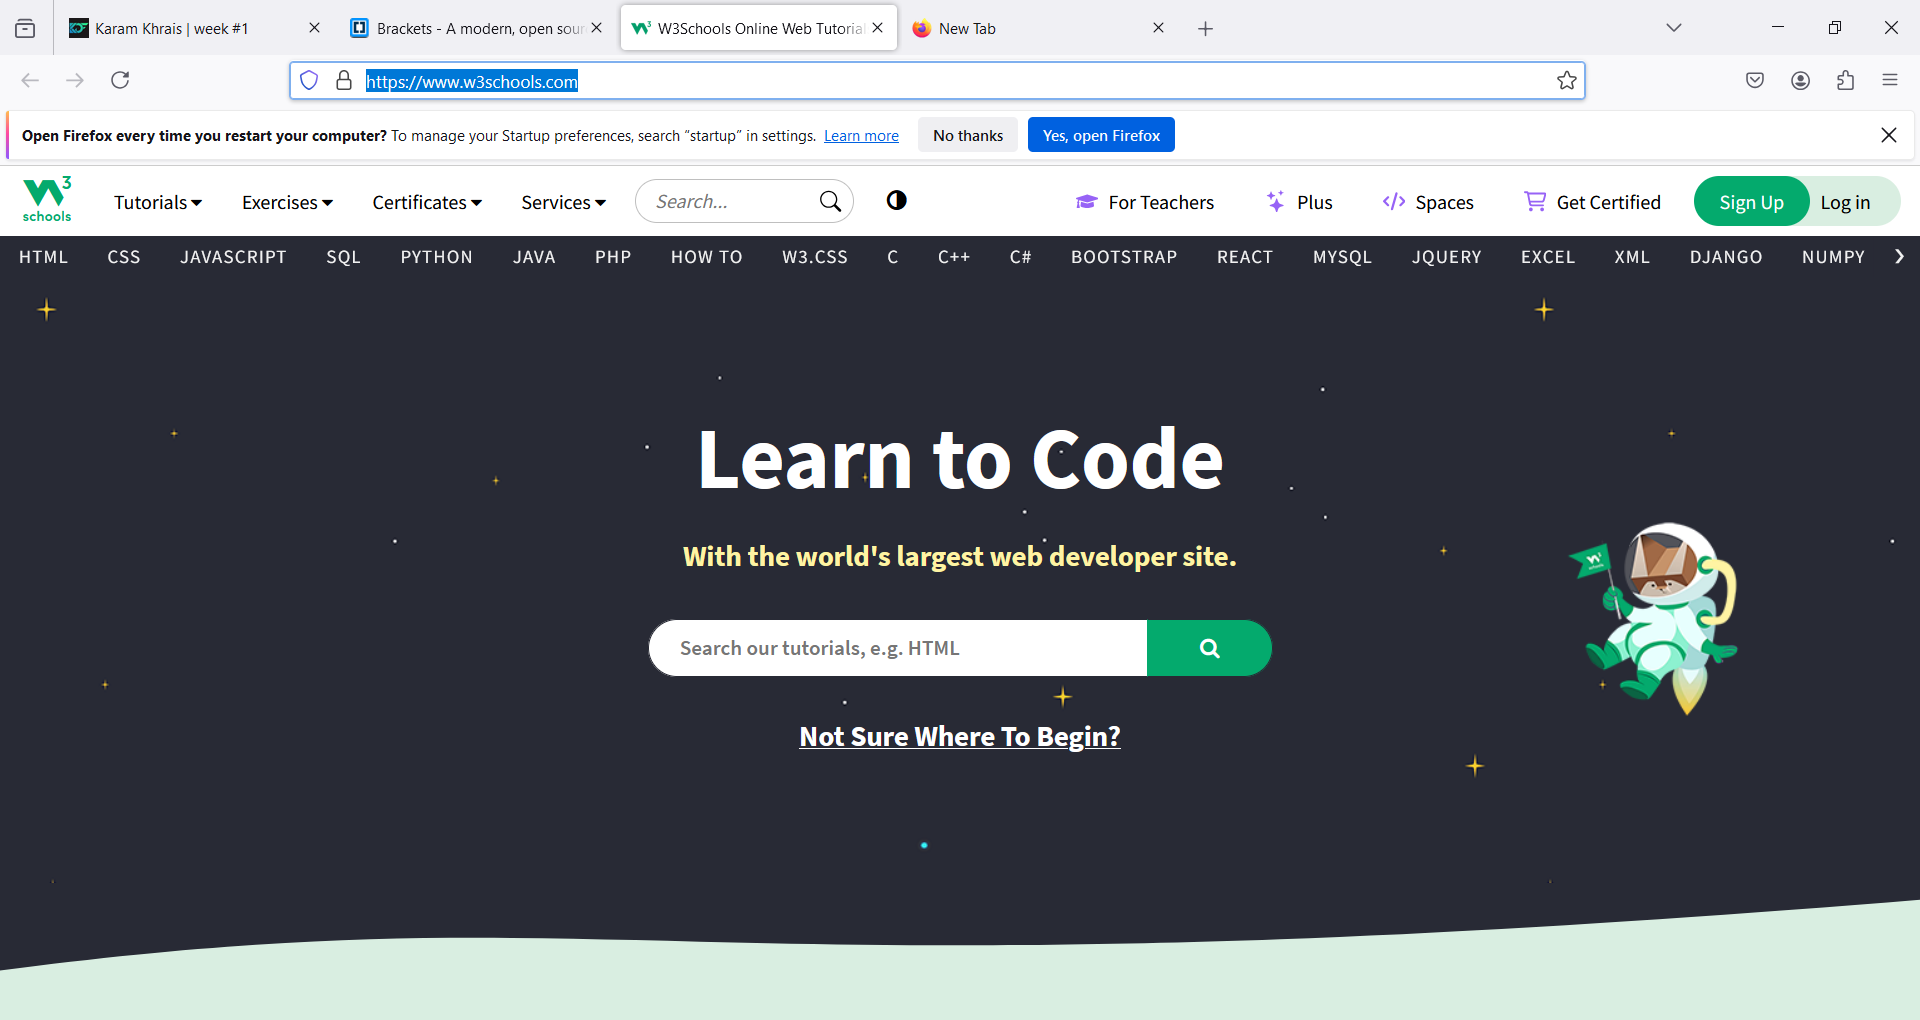 Karam Khrais | week #1
Brackets - A modern, open sour
W3Schools Online Web Tutorial
New Tab
https://www.w3schools.com
Open Firefox every time you restart your computer? To manage your Startup preferences, search “startup” in settings. Learn more No thanks Yes, open Firefox
W3 schools
Tutorials Exercises Certificates Services Search... For Teachers Plus Spaces Get Certified Sign Up Log in
HTML CSS JAVASCRIPT SQL PYTHON JAVA PHP HOW TO W3.CSS C C++ C# BOOTSTRAP REACT MYSQL JQUERY EXCEL XML DJANGO NUMPY
Learn to Code
With the world's largest web developer site.
Search our tutorials, e.g. HTML
Not Sure Where To Begin?